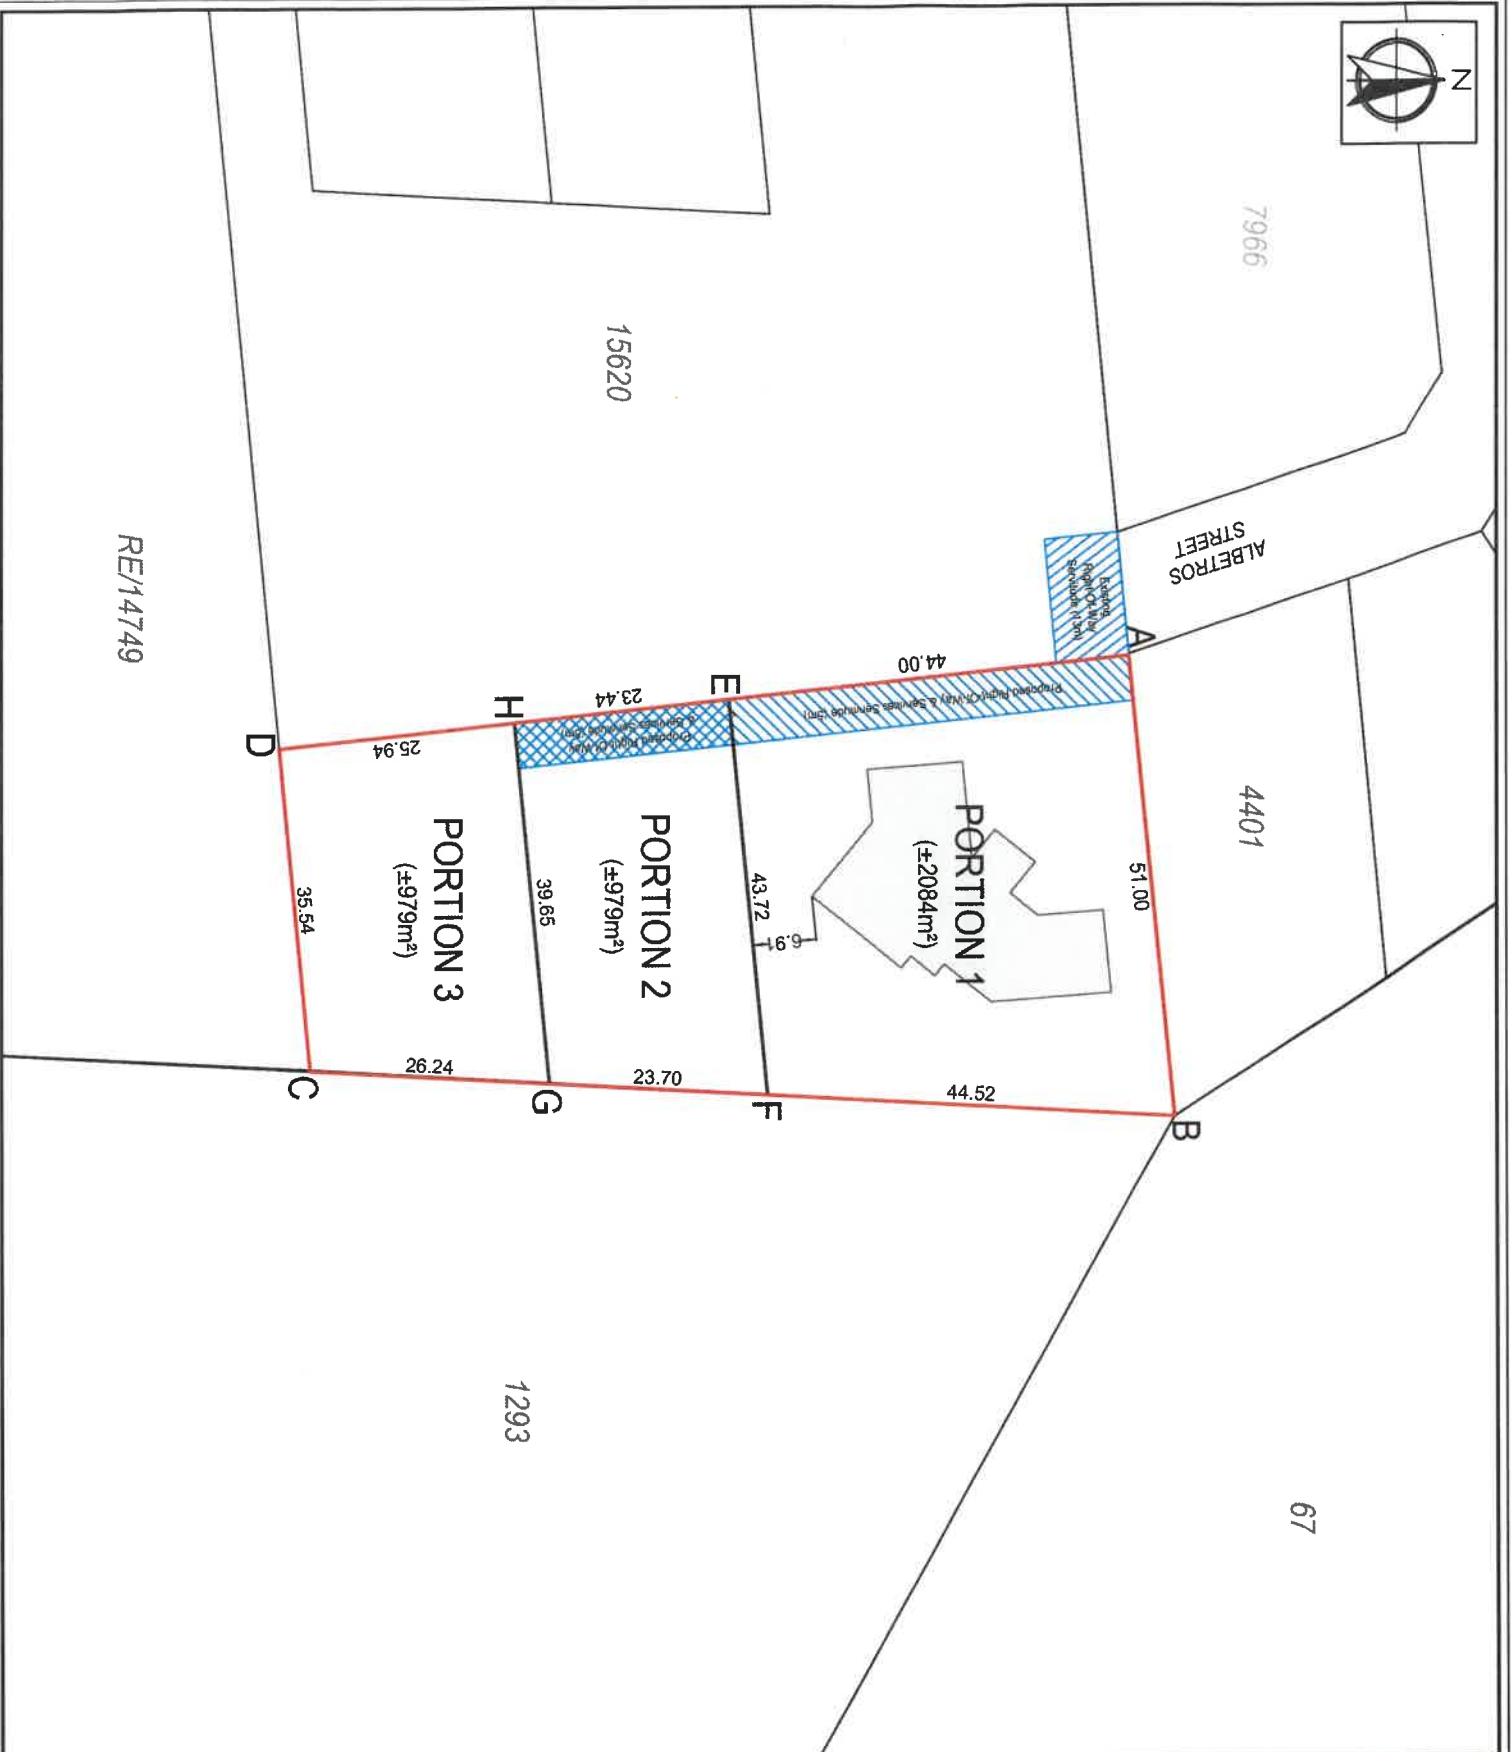 N
7966
ALBETROS
STREET
4401
67
15620
RE/14749
1293
Existing
Right-Of-Way
Servitude (13m)
A
B
C
D
E
F
G
H
51.00
44.00
Proposed Right-Of-Way & Services Servitude (5m)
PORTION 1
(±2084m²)
44.52
6.91
43.72
23.44
Proposed Right-Of-Way
& Services Servitude (5m)
PORTION 2
(±979m²)
23.70
39.65
25.94
PORTION 3
(±979m²)
26.24
35.54